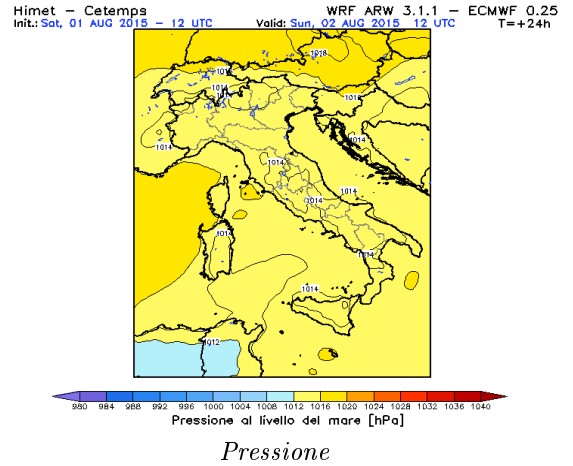 Himet – Cetemps WRF ARW 3.1.1 – ECMWF 0.25
Init.: Sat, 01 AUG 2015 – 12 UTC Valid: Sun, 02 AUG 2015 12 UTC T=+24h
1018
1014
1018
1014
1014
1014
1014
1014
1014
1014
1014
1012
980 984 988 992 996 1000 1004 1008 1012 1016 1020 1024 1028 1032 1036 1040
Pressione al livello del mare [hPa]
Pressione